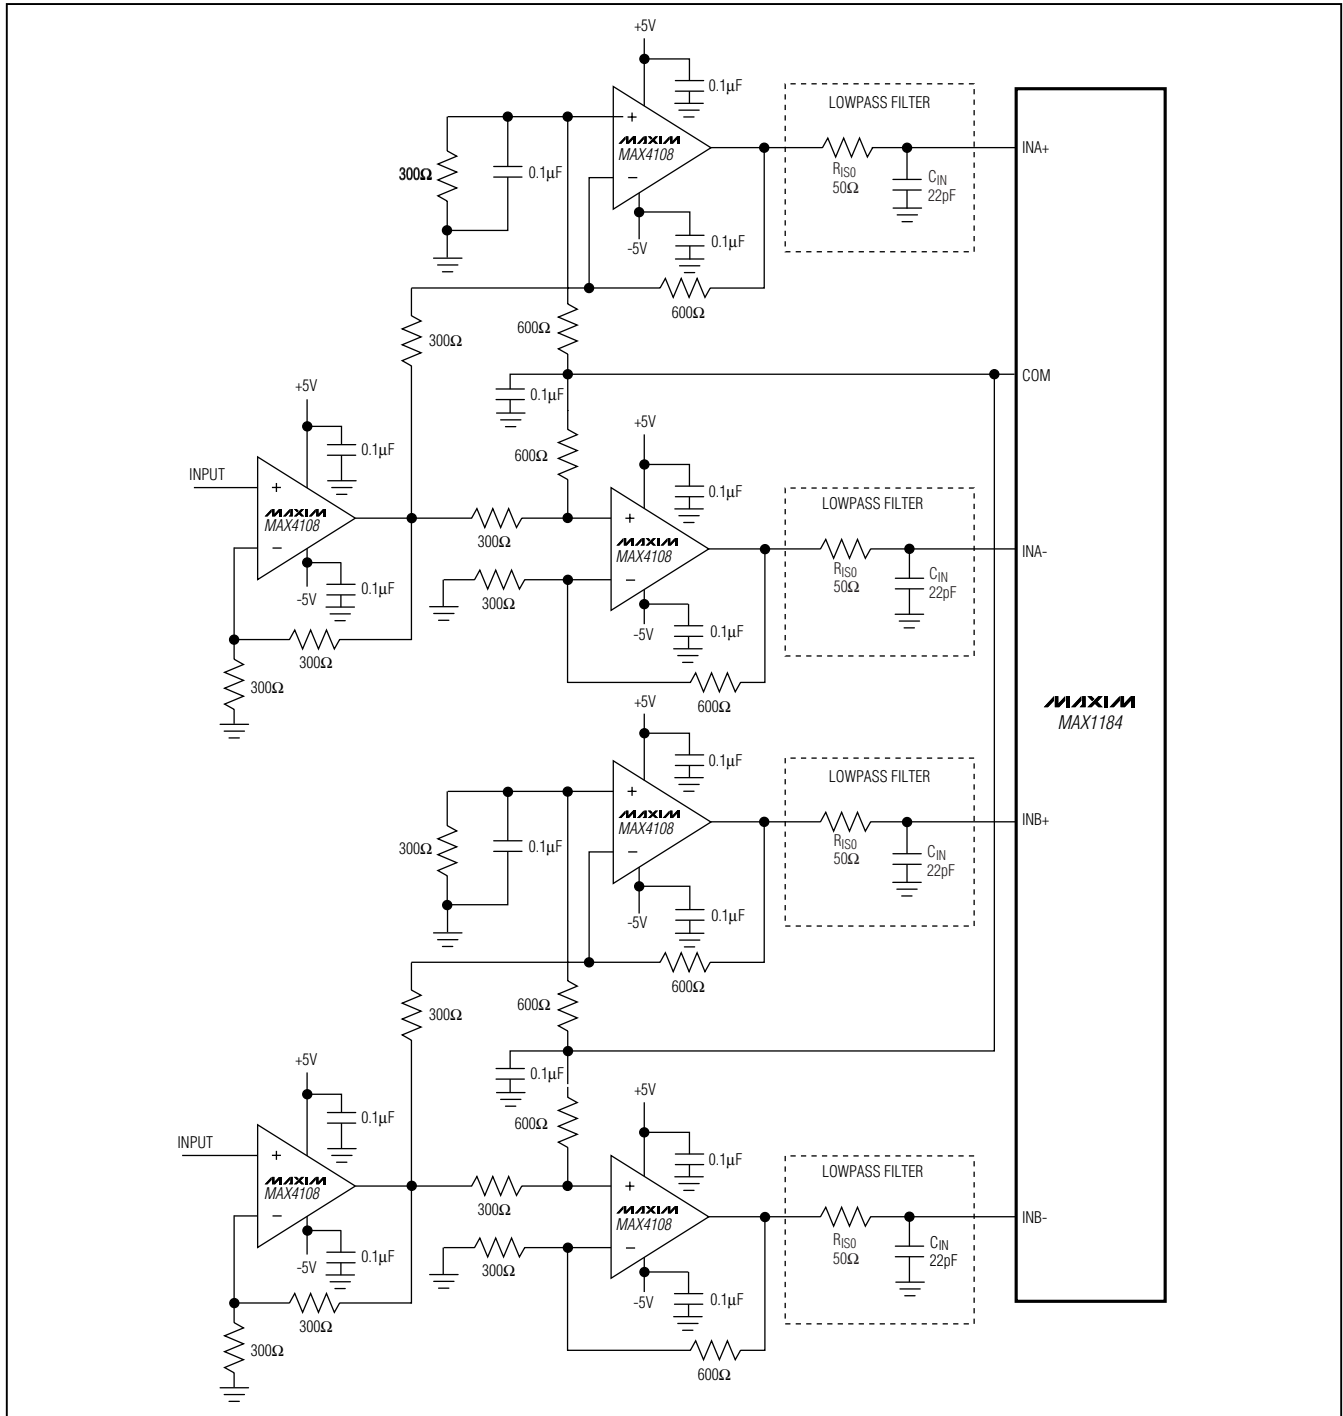 +5V
0.1µF
LOWPASS FILTER
+
MAXIM
MAX4108
−
300Ω
0.1µF
RISO
50Ω
CIN
22pF
INA+
-5V
0.1µF
600Ω
300Ω
600Ω
COM
0.1µF
+5V
0.1µF
INPUT
+
MAXIM
MAX4108
−
-5V
0.1µF
300Ω
300Ω
600Ω
+5V
0.1µF
LOWPASS FILTER
300Ω
+
MAXIM
MAX4108
−
300Ω
RISO
50Ω
CIN
22pF
INA-
-5V
0.1µF
600Ω
MAXIM
MAX1184
+5V
0.1µF
LOWPASS FILTER
+
MAXIM
MAX4108
−
300Ω
0.1µF
RISO
50Ω
CIN
22pF
INB+
-5V
0.1µF
600Ω
300Ω
600Ω
0.1µF
+5V
0.1µF
INPUT
+
MAXIM
MAX4108
−
-5V
0.1µF
300Ω
300Ω
600Ω
+5V
0.1µF
LOWPASS FILTER
300Ω
+
MAXIM
MAX4108
−
300Ω
RISO
50Ω
CIN
22pF
INB-
-5V
0.1µF
600Ω